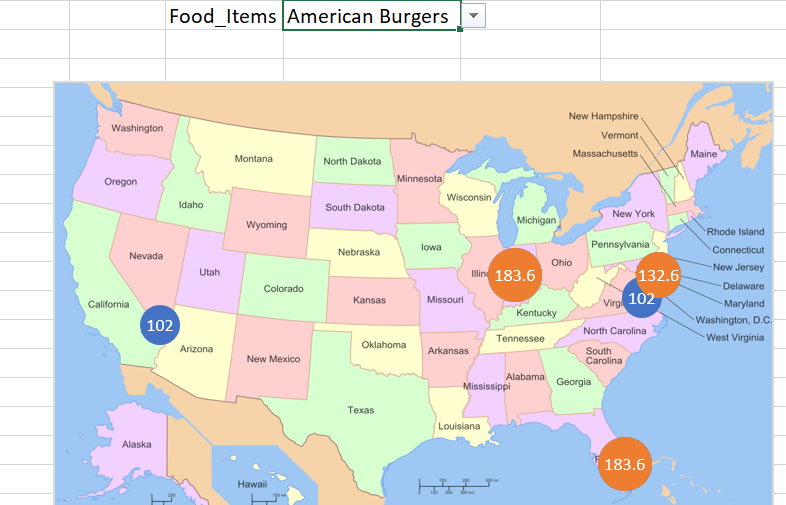 Food_Items American Burgers
New Hampshire
Vermont
Massachusetts
Washington
Montana
North Dakota
Minnesota
Maine
Oregon
Idaho
Wyoming
South Dakota
Wisconsin
Michigan
New York
Rhode Island
Connecticut
New Jersey
Delaware
Maryland
Washington, D.C.
West Virginia
Nevada
Utah
Colorado
Nebraska
Iowa
183.6
Ohio
Pennsylvania
132.6
California
102
Kansas
Missouri
Kentucky
102
Arizona
New Mexico
Oklahoma
Arkansas
Tennessee
North Carolina
South
Carolina
Texas
Louisiana
Mississippi
Alabama
Georgia
183.6
Alaska
Hawaii